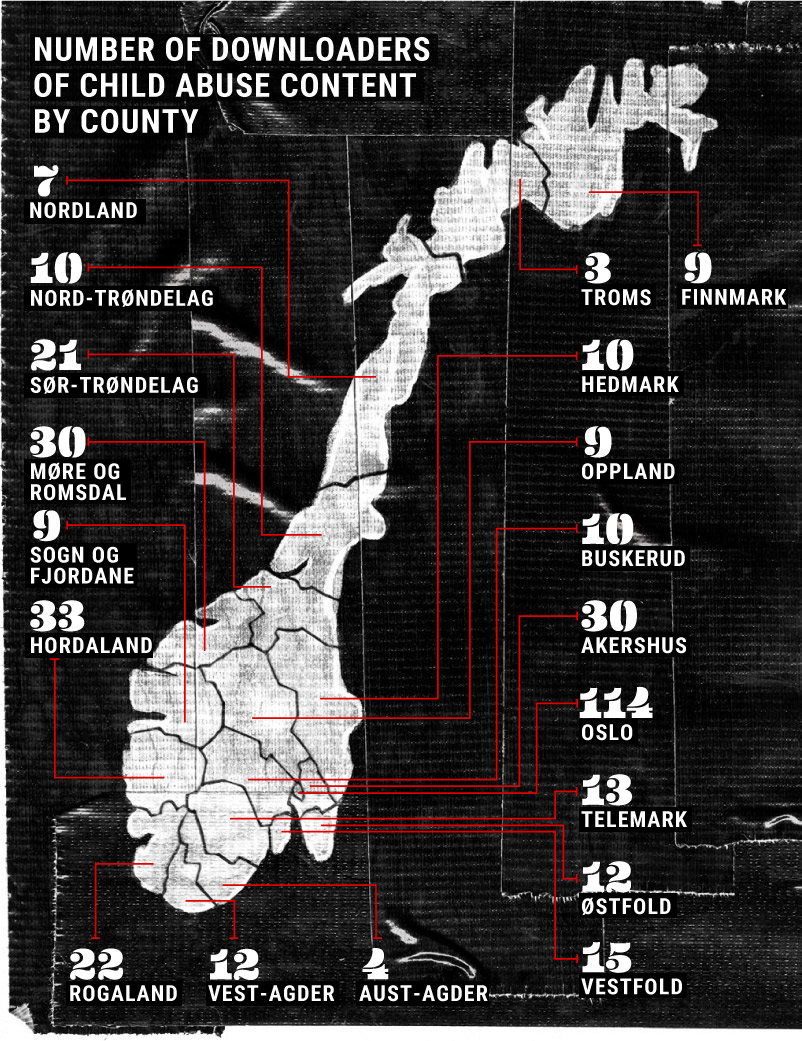 NUMBER OF DOWNLOADERS
OF CHILD ABUSE CONTENT
BY COUNTY
7
NORDLAND
10
NORD-TRØNDELAG
21
SØR-TRØNDELAG
30
MØRE OG
ROMSDAL
9
SOGN OG
FJORDANE
33
HORDALAND
3
TROMS
9
FINNMARK
10
HEDMARK
9
OPPLAND
10
BUSKERUD
30
AKERSHUS
114
OSLO
13
TELEMARK
12
ØSTFOLD
15
VESTFOLD
22
ROGALAND
12
VEST-AGDER
4
AUST-AGDER